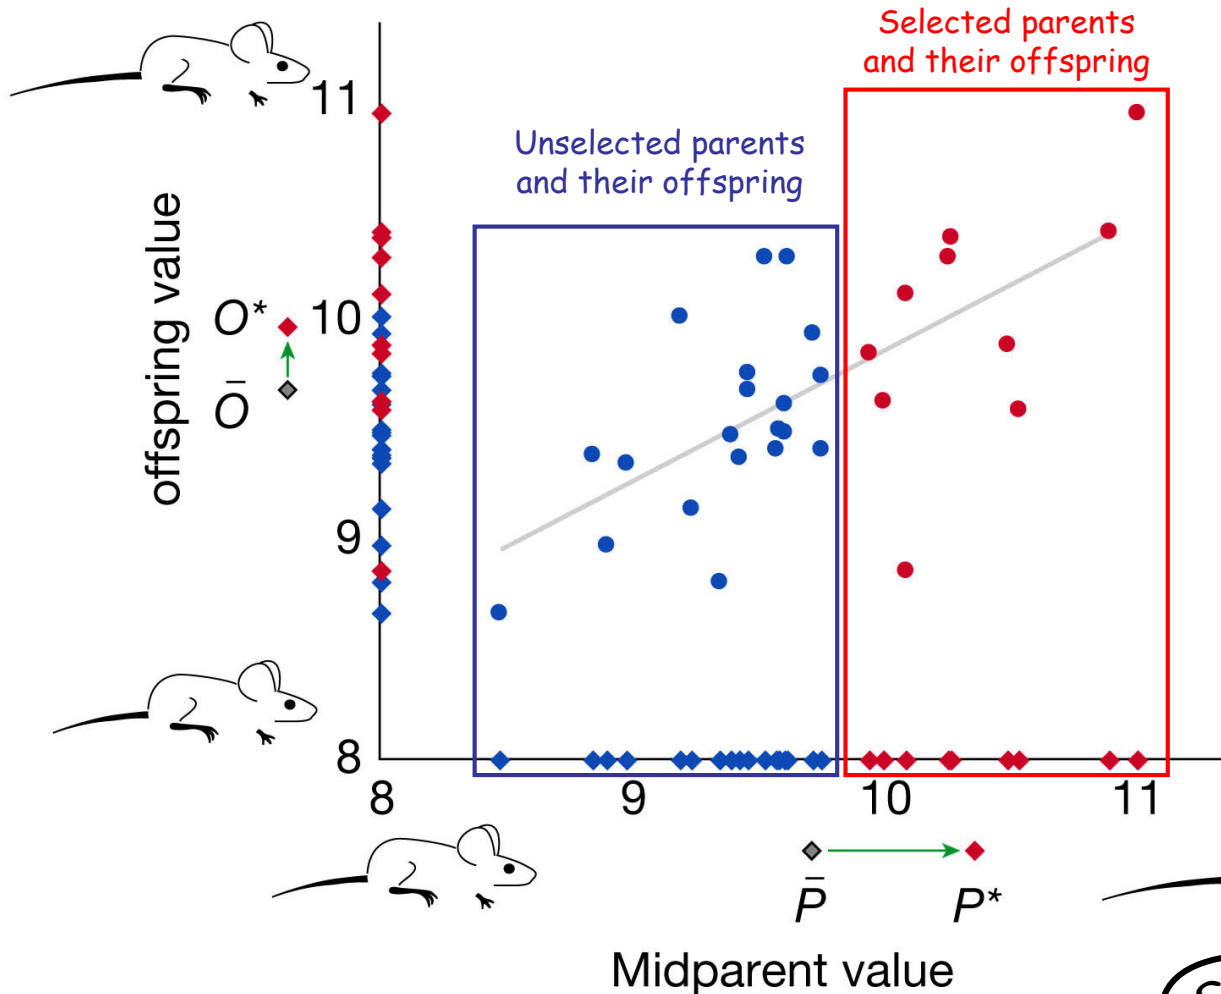 Selected parents
and their offspring
Unselected parents
and their offspring
11
10
9
8
offspring value
O*
Ō
8
9
10
11
P̄
P*
Midparent value